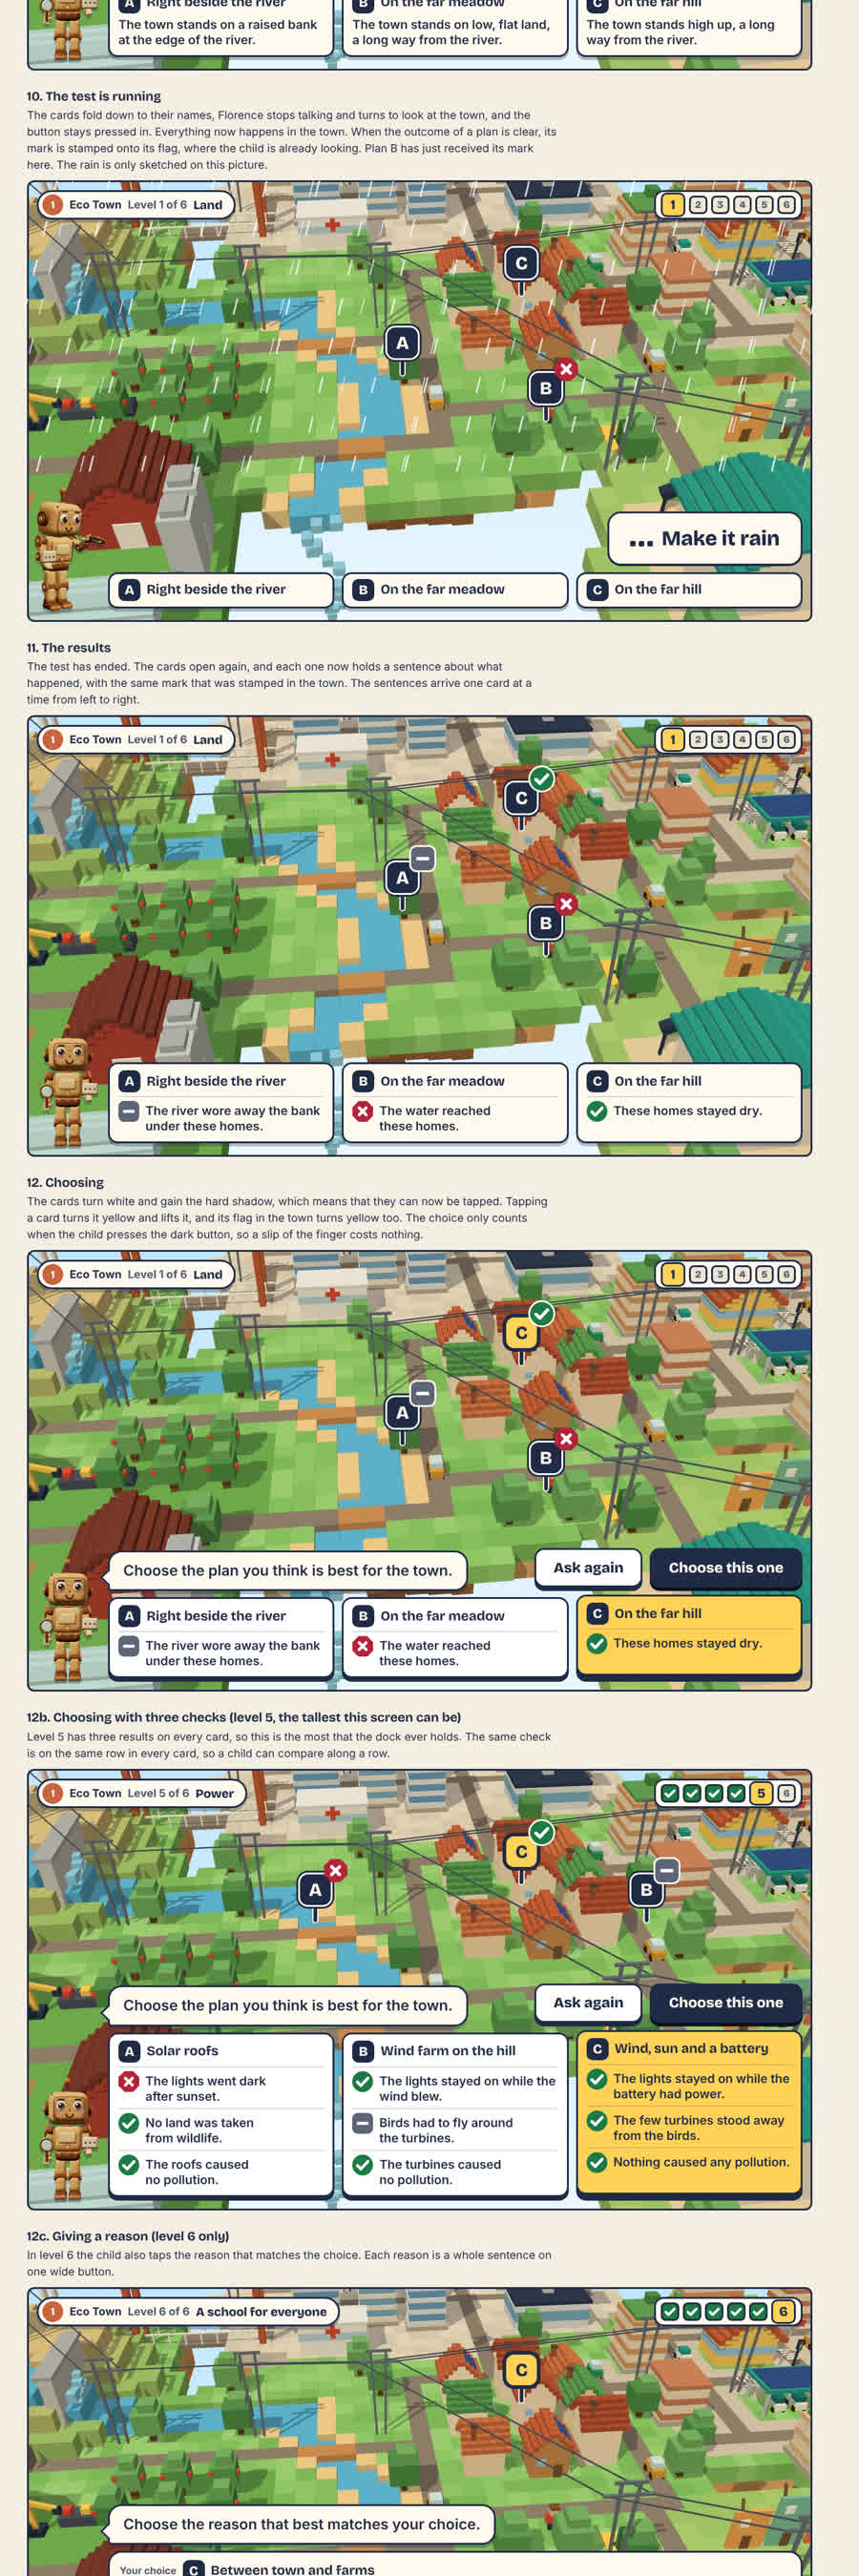 A Right beside the river
B On the far meadow
C On the far hill
The town stands on a raised bank
at the edge of the river.
The town stands on low, flat land,
a long way from the river.
The town stands high up, a long
way from the river.
10. The test is running
The cards fold down to their names, Florence stops talking and turns to look at the town, and the
button stays pressed in. Everything now happens in the town. When the outcome of a plan is clear, its
mark is stamped onto its flag, where the child is already looking. Plan B has just received its mark
here. The rain is only sketched on this picture.
1 Eco Town Level 1 of 6 Land
1 2 3 4 5 6
C
A
B
... Make it rain
A Right beside the river
B On the far meadow
C On the far hill
11. The results
The test has ended. The cards open again, and each one now holds a sentence about what
happened, with the same mark that was stamped in the town. The sentences arrive one card at a
time from left to right.
1 Eco Town Level 1 of 6 Land
1 2 3 4 5 6
C
A
B
A Right beside the river
The river wore away the bank
under these homes.
B On the far meadow
The water reached
these homes.
C On the far hill
These homes stayed dry.
12. Choosing
The cards turn white and gain the hard shadow, which means that they can now be tapped. Tapping
a card turns it yellow and lifts it, and its flag in the town turns yellow too. The choice only counts
when the child presses the dark button, so a slip of the finger costs nothing.
1 Eco Town Level 1 of 6 Land
1 2 3 4 5 6
C
A
B
Choose the plan you think is best for the town.
Ask again
Choose this one
A Right beside the river
The river wore away the bank
under these homes.
B On the far meadow
The water reached
these homes.
C On the far hill
These homes stayed dry.
12b. Choosing with three checks (level 5, the tallest this screen can be)
Level 5 has three results on every card, so this is the most that the dock ever holds. The same check
is on the same row in every card, so a child can compare along a row.
1 Eco Town Level 5 of 6 Power
5 6
C
A
B
Choose the plan you think is best for the town.
Ask again
Choose this one
A Solar roofs
The lights went dark
after sunset.
No land was taken
from wildlife.
The roofs caused
no pollution.
B Wind farm on the hill
The lights stayed on while the
wind blew.
Birds had to fly around
the turbines.
The turbines caused
no pollution.
C Wind, sun and a battery
The lights stayed on while the
battery had power.
The few turbines stood away
from the birds.
Nothing caused any pollution.
12c. Giving a reason (level 6 only)
In level 6 the child also taps the reason that matches the choice. Each reason is a whole sentence on
one wide button.
1 Eco Town Level 6 of 6 A school for everyone
6
C
Choose the reason that best matches your choice.
Your choice C Between town and farms